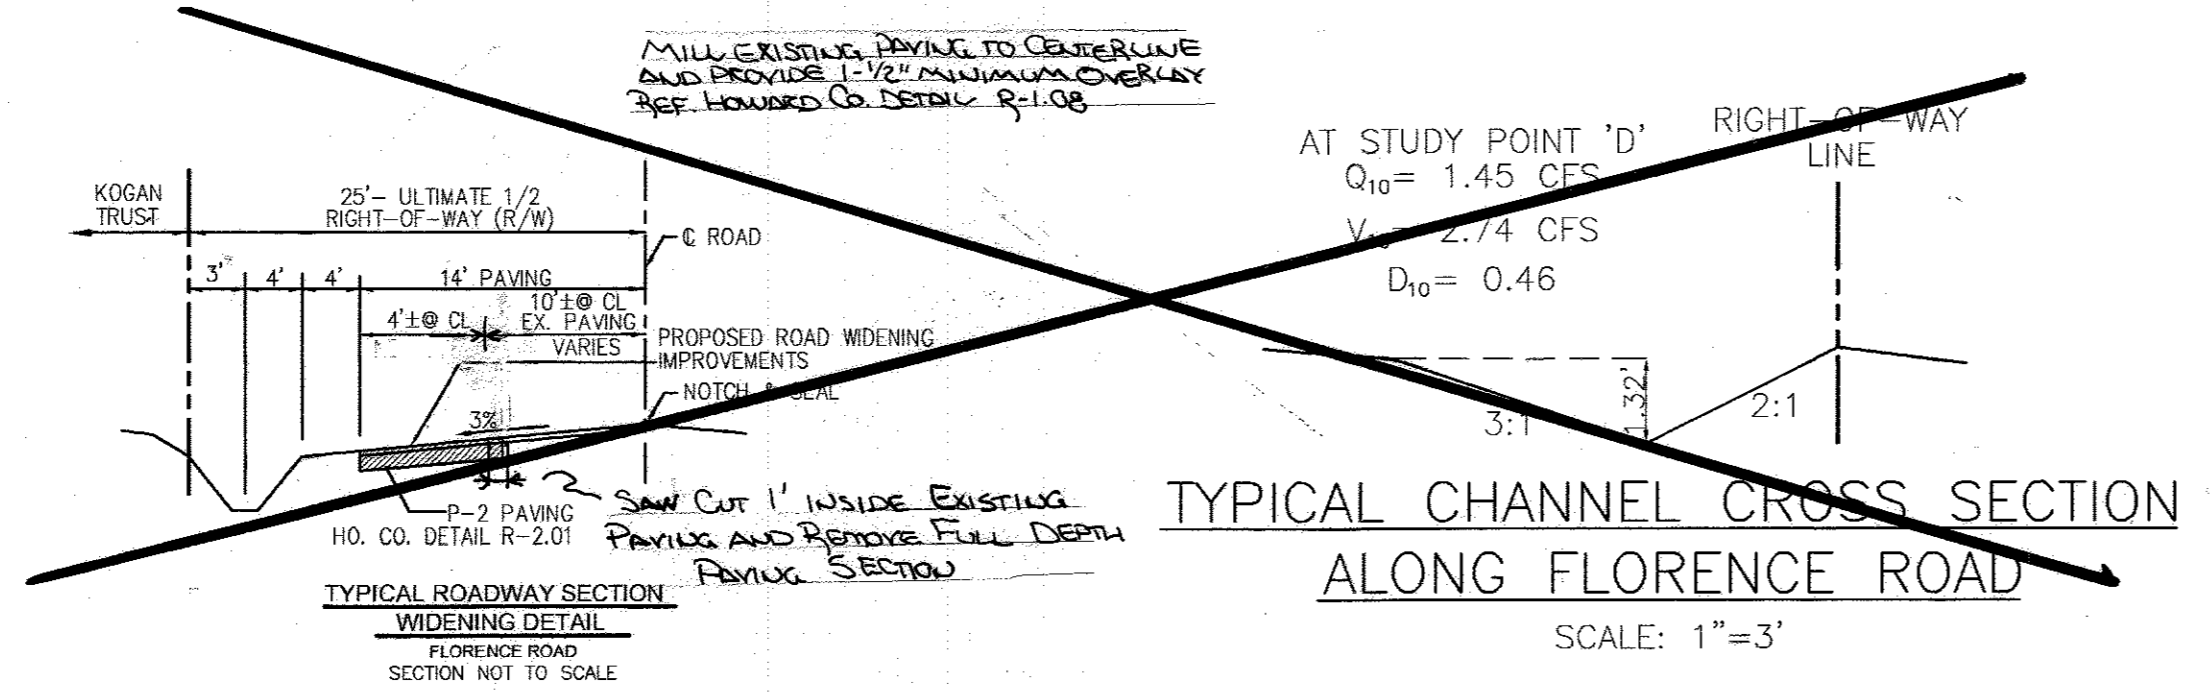 MILL EXISTING PAVING TO CENTERLINE
AND PROVIDE 1-1/2" MINIMUM OVERLAY
REF. HOWARD CO. DETAIL R-1.08
KOGAN
TRUST
25'- ULTIMATE 1/2
RIGHT-OF-WAY (R/W)
℄ ROAD
3'
4'
4'
14' PAVING
10'±@ CL
4'±@ CL
EX. PAVING
VARIES
PROPOSED ROAD WIDENING
IMPROVEMENTS
NOTCH & SEAL
3%
P-2 PAVING
HO. CO. DETAIL R-2.01
SAW CUT 1' INSIDE EXISTING
PAVING AND REMOVE FULL DEPTH
PAVING SECTION
TYPICAL ROADWAY SECTION
WIDENING DETAIL
FLORENCE ROAD
SECTION NOT TO SCALE
AT STUDY POINT 'D'
Q10= 1.45 CFS
V10= 2.74 CFS
D10= 0.46
RIGHT-OF-WAY
LINE
3:1
1.32'
2:1
TYPICAL CHANNEL CROSS SECTION
ALONG FLORENCE ROAD
SCALE: 1"=3'